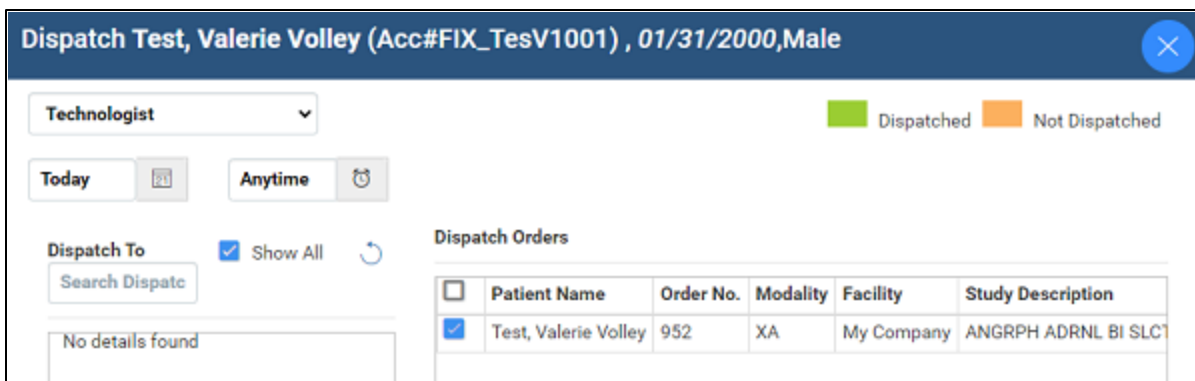 Dispatch Test, Valerie Volley (Acc#FIX_TesV1001) , 01/31/2000,Male
Technologist
Dispatched Not Dispatched
Today 21 Anytime
Dispatch To Show All
Search Dispatc
No details found
Dispatch Orders
Patient Name Order No. Modality Facility Study Description
Test, Valerie Volley 952 XA My Company ANGRPH ADRNL BI SLCT